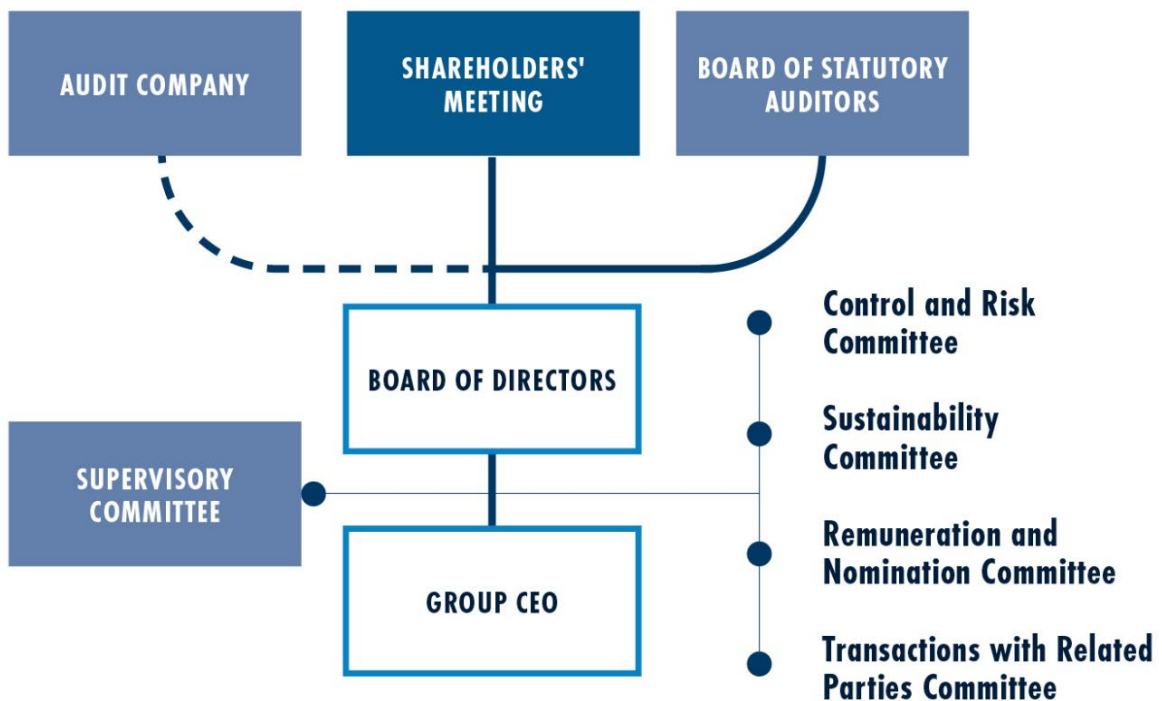 AUDIT COMPANY
SHAREHOLDERS'
MEETING
BOARD OF STATUTORY
AUDITORS
BOARD OF DIRECTORS
SUPERVISORY
COMMITTEE
GROUP CEO
Control and Risk
Committee
Sustainability
Committee
Remuneration and
Nomination Committee
Transactions with Related
Parties Committee